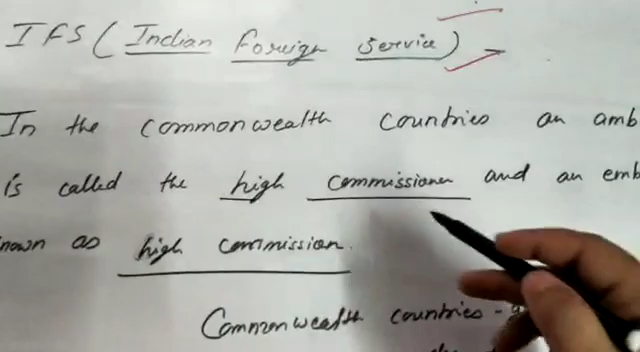 IFS ( Indian Foreign Service )
In the commonwealth countries an amb
is called the high commissioner and an emb
nown as high commission.
Commonwealth countries -